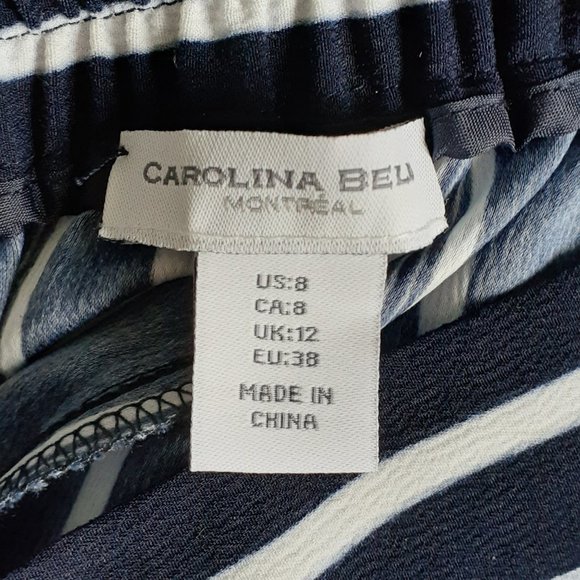 CAROLINA BELL
MONTRÉAL
US:8
CA:8
UK:12
EU:38
MADE IN
CHINA